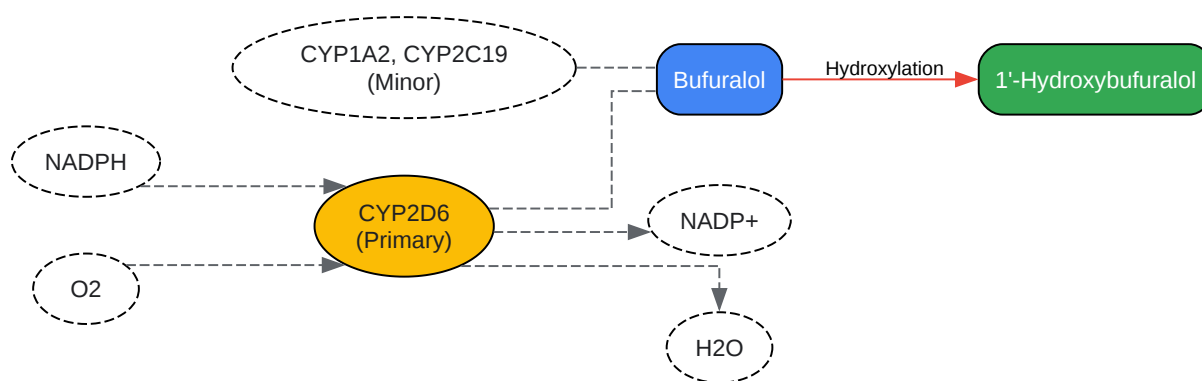 CYP1A2, CYP2C19
(Minor)
Bufuralol
Hydroxylation
1'-Hydroxybufuralol
NADPH
CYP2D6
(Primary)
NADP+
O2
H2O